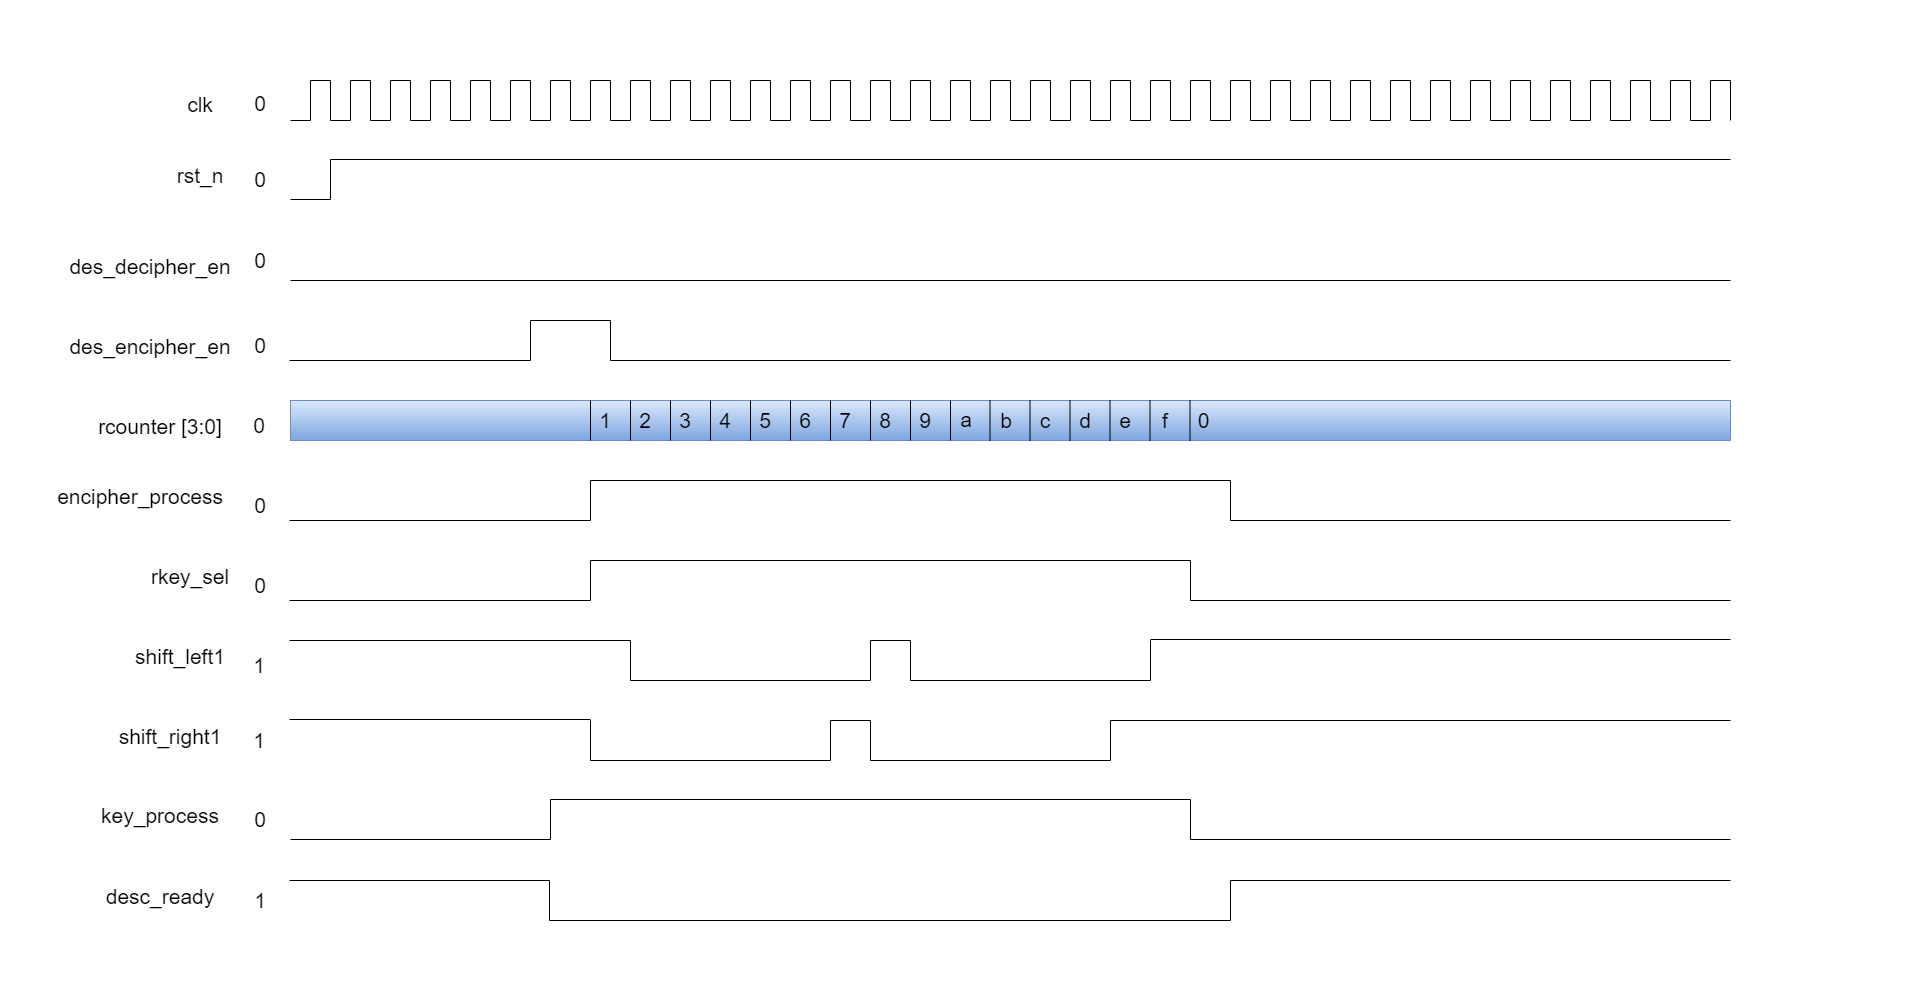 clk 0
rst_n 0
des_decipher_en 0
des_encipher_en 0
rcounter [3:0] 0 1 2 3 4 5 6 7 8 9 a b c d e f 0
encipher_process 0
rkey_sel 0
shift_left1 1
shift_right1 1
key_process 0
desc_ready 1